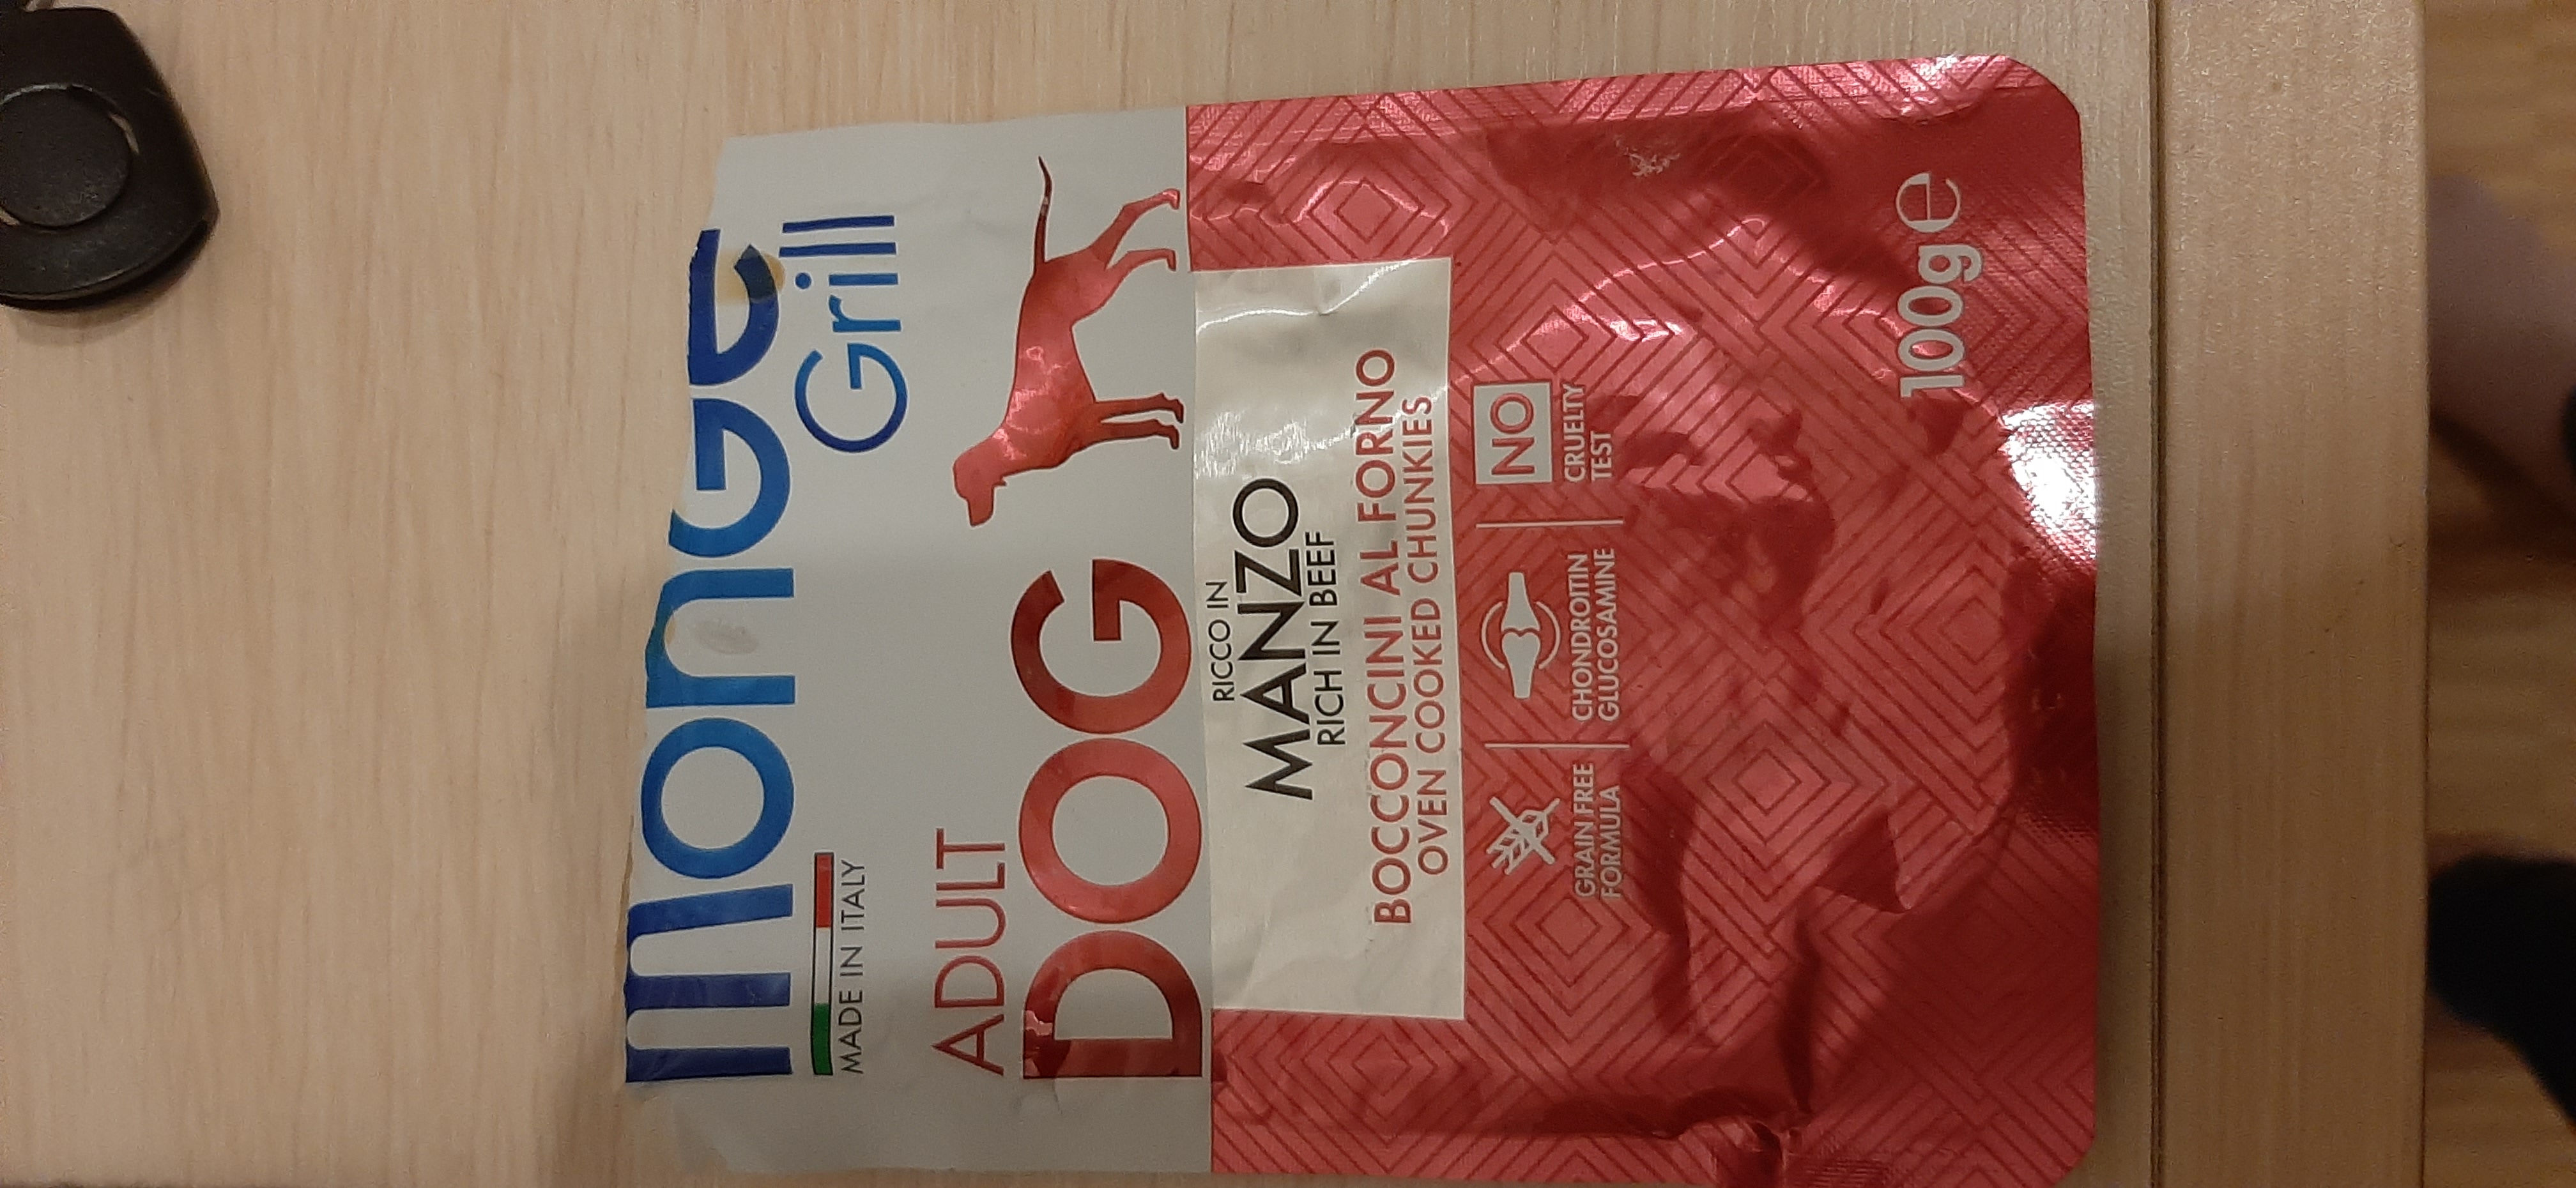 monge
Grill
MADE IN ITALY
ADULT
DOG
RICCO IN
MANZO
RICH IN BEEF
BOCCONCINI AL FORNO
OVEN COOKED CHUNKIES
GRAIN FREE
FORMULA
CHONDROITIN
GLUCOSAMINE
NO
CRUELTY
TEST
100g e